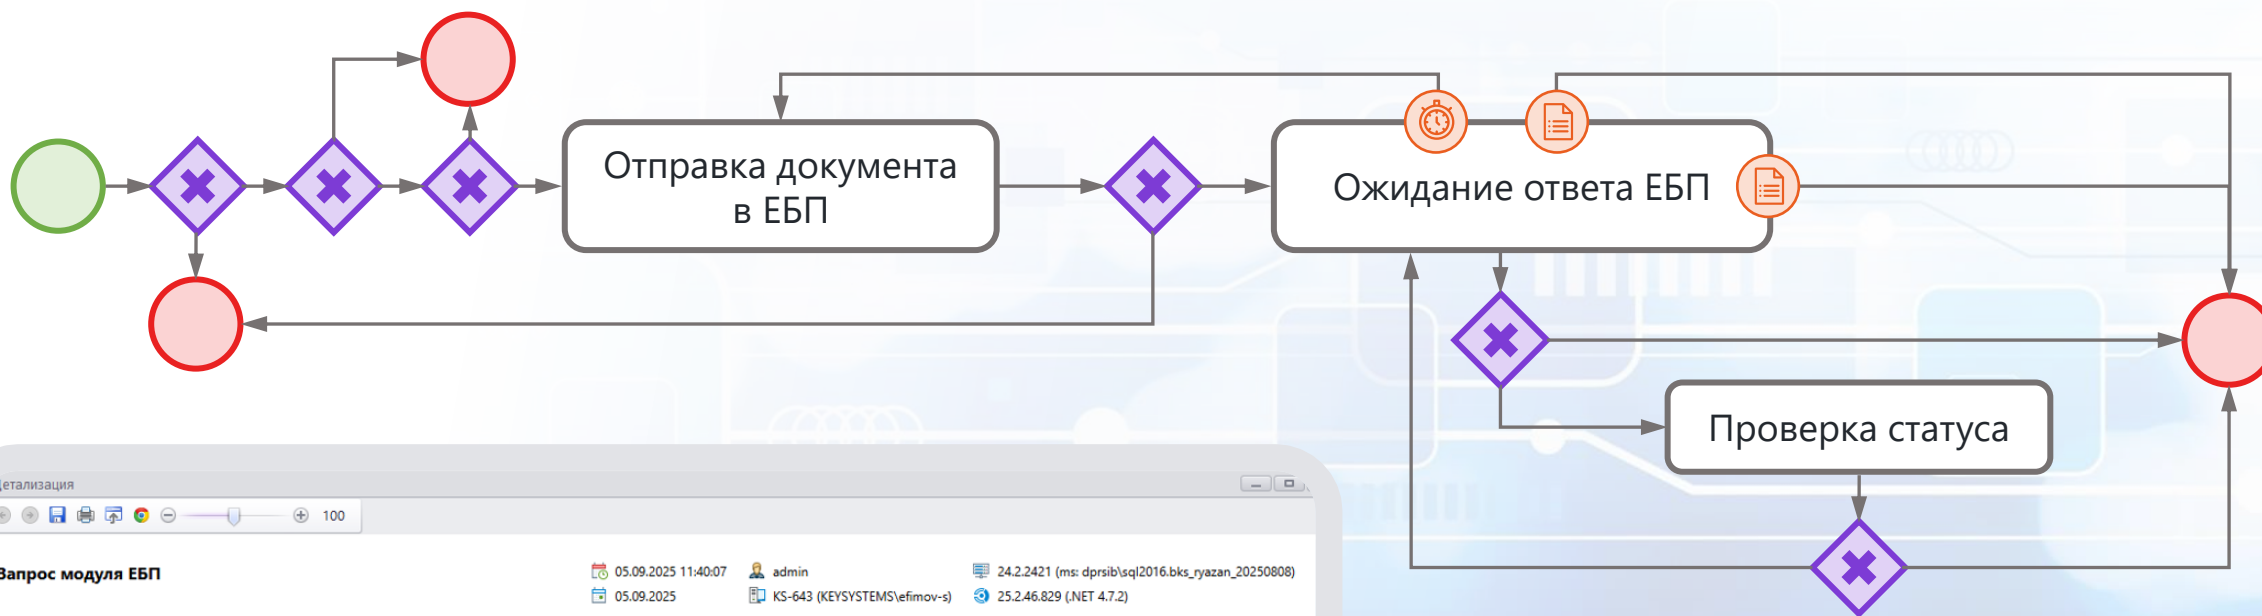 Отправка документа
в ЕБП
Ожидание ответа ЕБП
Проверка статуса
детализация
100
Запрос модуля ЕБП
05.09.2025 11:40:07
admin
24.2.2421 (ms: dprsib\sql2016.bks_ryazan_20250808)
05.09.2025
KS-643 (KEYSYSTEMS\efimov-s)
25.2.46.829 (.NET 4.7.2)